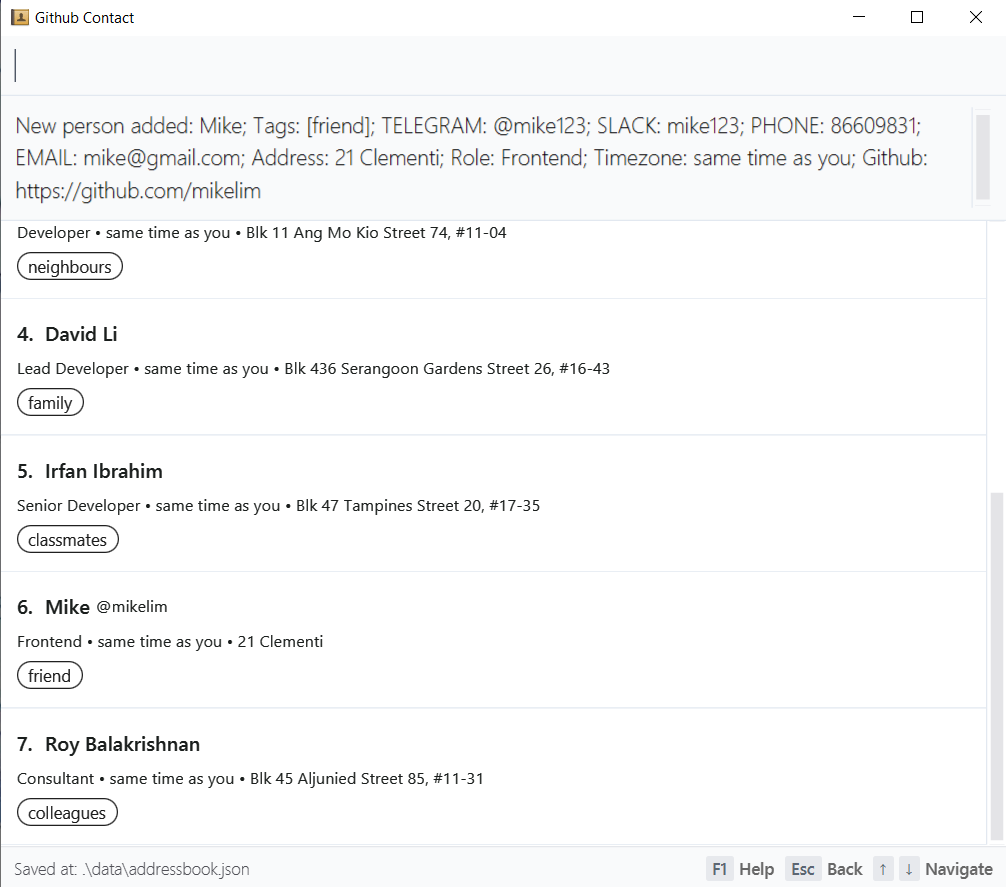 Github Contact
New person added: Mike; Tags: [friend]; TELEGRAM: @mike123; SLACK: mike123; PHONE: 86609831;
EMAIL: mike@gmail.com; Address: 21 Clementi; Role: Frontend; Timezone: same time as you; Github:
https://github.com/mikelim
Developer • same time as you • Blk 11 Ang Mo Kio Street 74, #11-04
neighbours
4. David Li
Lead Developer • same time as you • Blk 436 Serangoon Gardens Street 26, #16-43
family
5. Irfan Ibrahim
Senior Developer • same time as you • Blk 47 Tampines Street 20, #17-35
classmates
6. Mike @mikelim
Frontend • same time as you • 21 Clementi
friend
7. Roy Balakrishnan
Consultant • same time as you • Blk 45 Aljunied Street 85, #11-31
colleagues
Saved at: .\data\addressbook.json F1 Help Esc Back ↑ ↓ Navigate